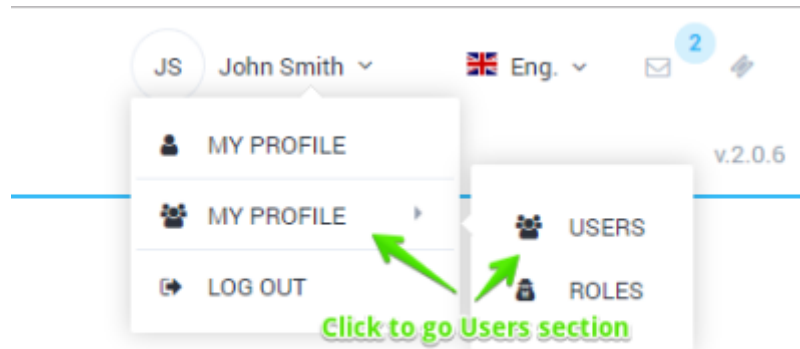 JS John Smith Eng. 2
MY PROFILE
v.2.0.6
MY PROFILE
USERS
LOG OUT
ROLES
Click to go Users section